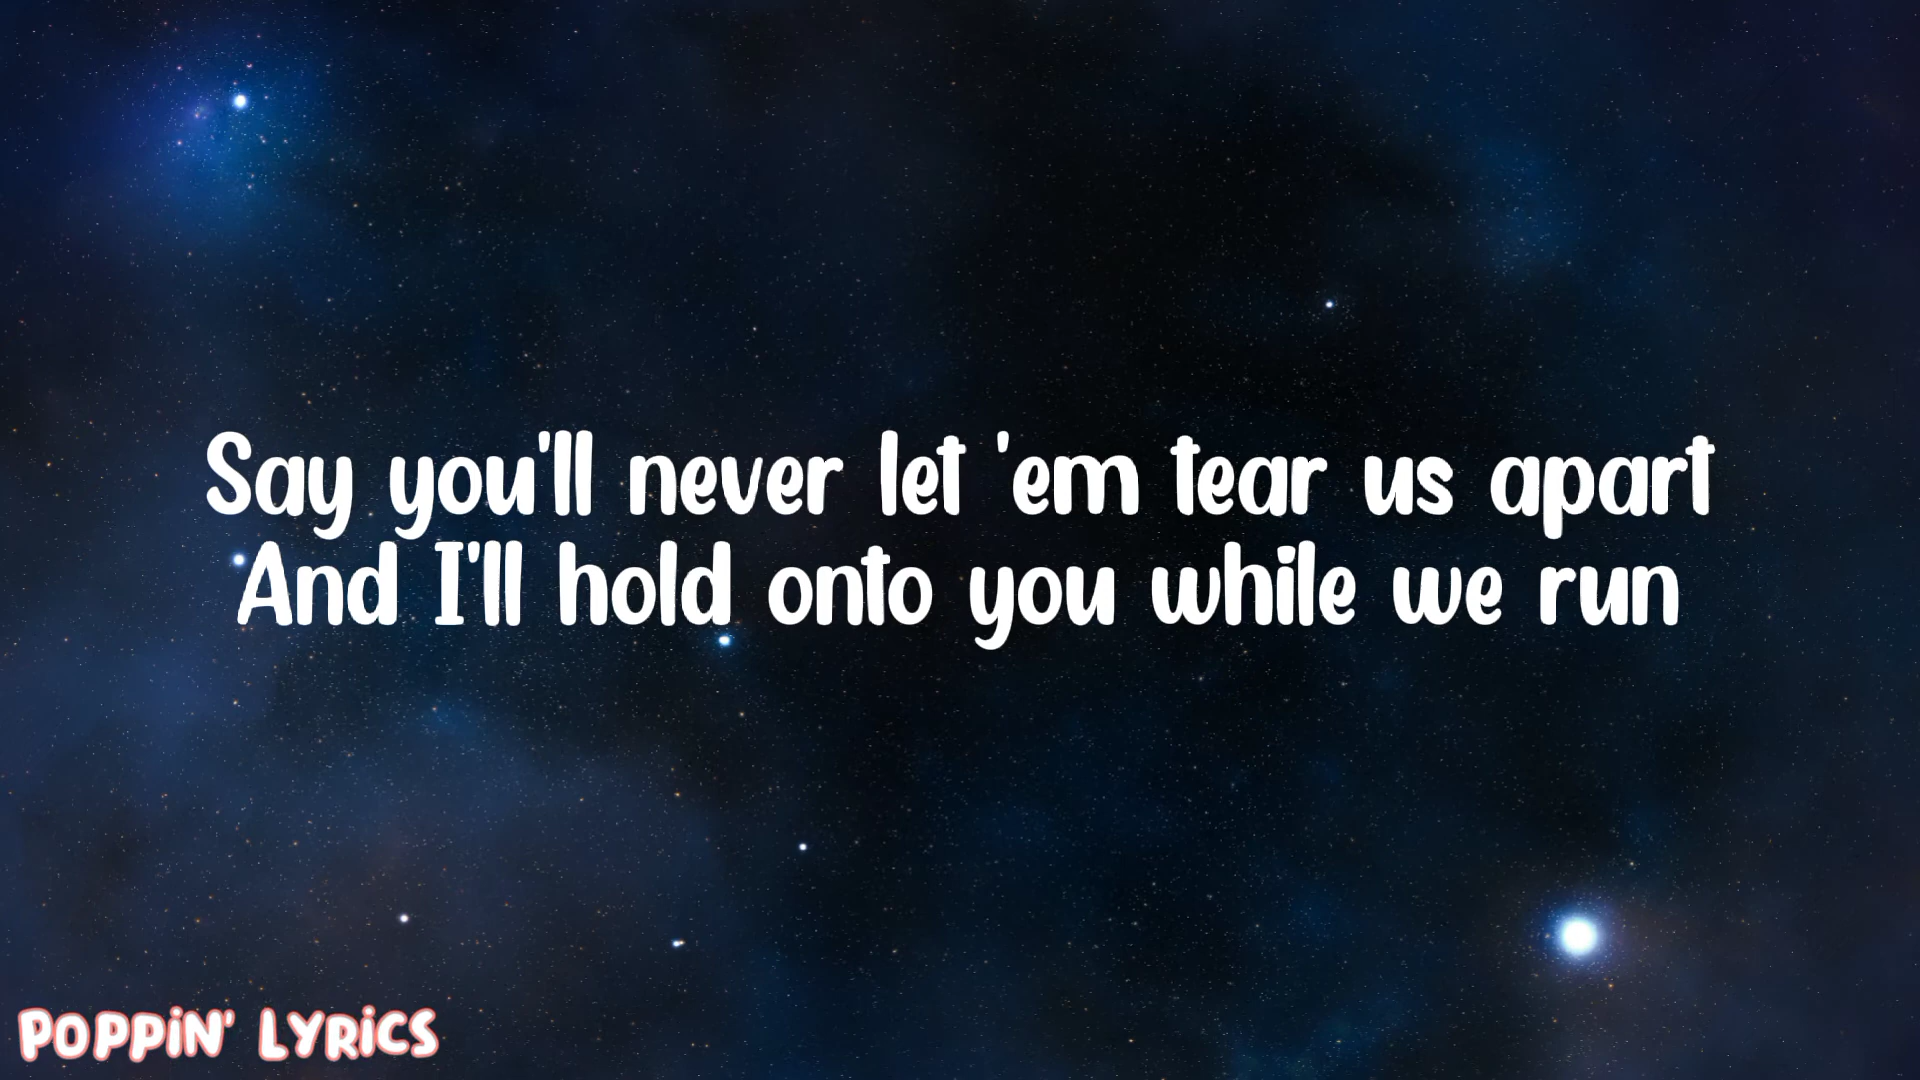 Say you'll never let 'em tear us apart
And I'll hold onto you while we run
POPPiN' LYRiCS